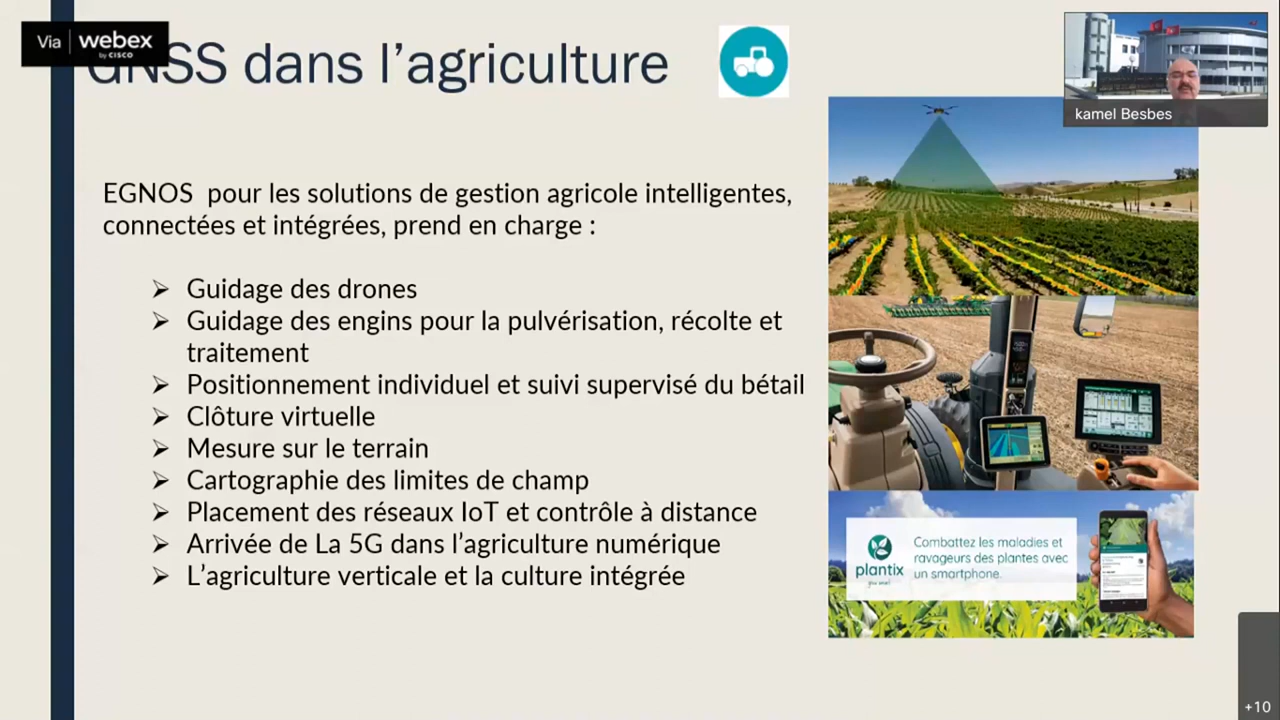 Via webex
by CISCO
GNSS dans l’agriculture
kamel Besbes
EGNOS pour les solutions de gestion agricole intelligentes,
connectées et intégrées, prend en charge :
Guidage des drones
Guidage des engins pour la pulvérisation, récolte et
traitement
Positionnement individuel et suivi supervisé du bétail
Clôture virtuelle
Mesure sur le terrain
Cartographie des limites de champ
Placement des réseaux IoT et contrôle à distance
Arrivée de La 5G dans l’agriculture numérique
L’agriculture verticale et la culture intégrée
plantix
Combattez les maladies et
ravageurs des plantes avec
un smartphone.
+10